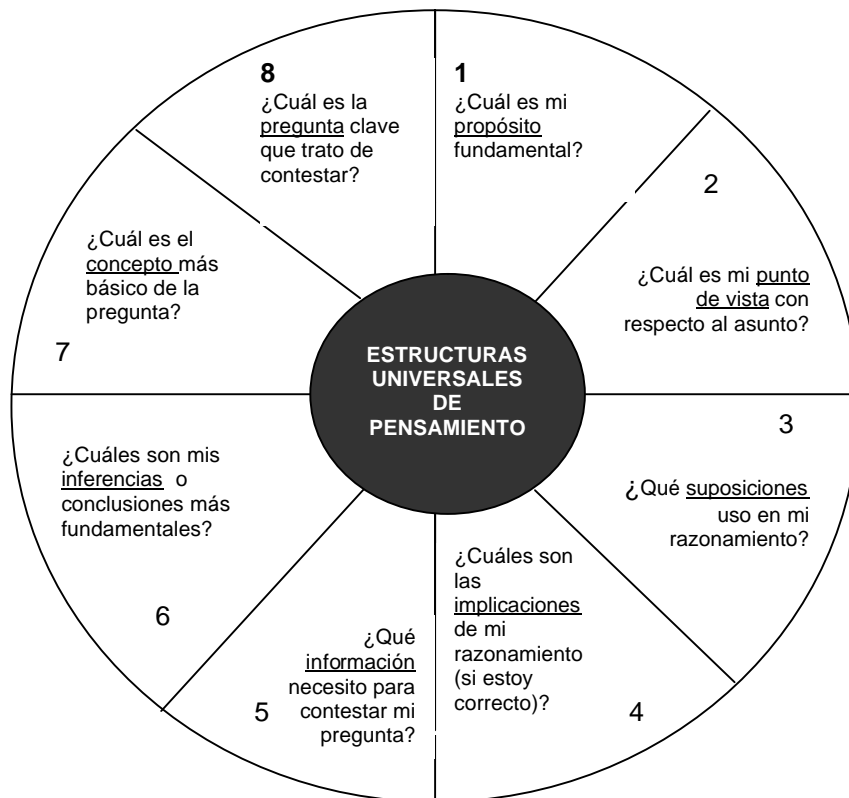 8
¿Cuál es la
pregunta clave
que trato de
contestar?
1
¿Cuál es mi
propósito
fundamental?
2
¿Cuál es mi punto
de vista con
respecto al asunto?
3
¿Qué suposiciones
uso en mi
razonamiento?
¿Cuáles son
las
implicaciones
de mi
razonamiento
(si estoy
correcto)?
4
¿Qué
información
necesito para
contestar mi
pregunta?
5
¿Cuáles son mis
inferencias o
conclusiones más
fundamentales?
6
¿Cuál es el
concepto más
básico de la
pregunta?
7
ESTRUCTURAS
UNIVERSALES
DE
PENSAMIENTO